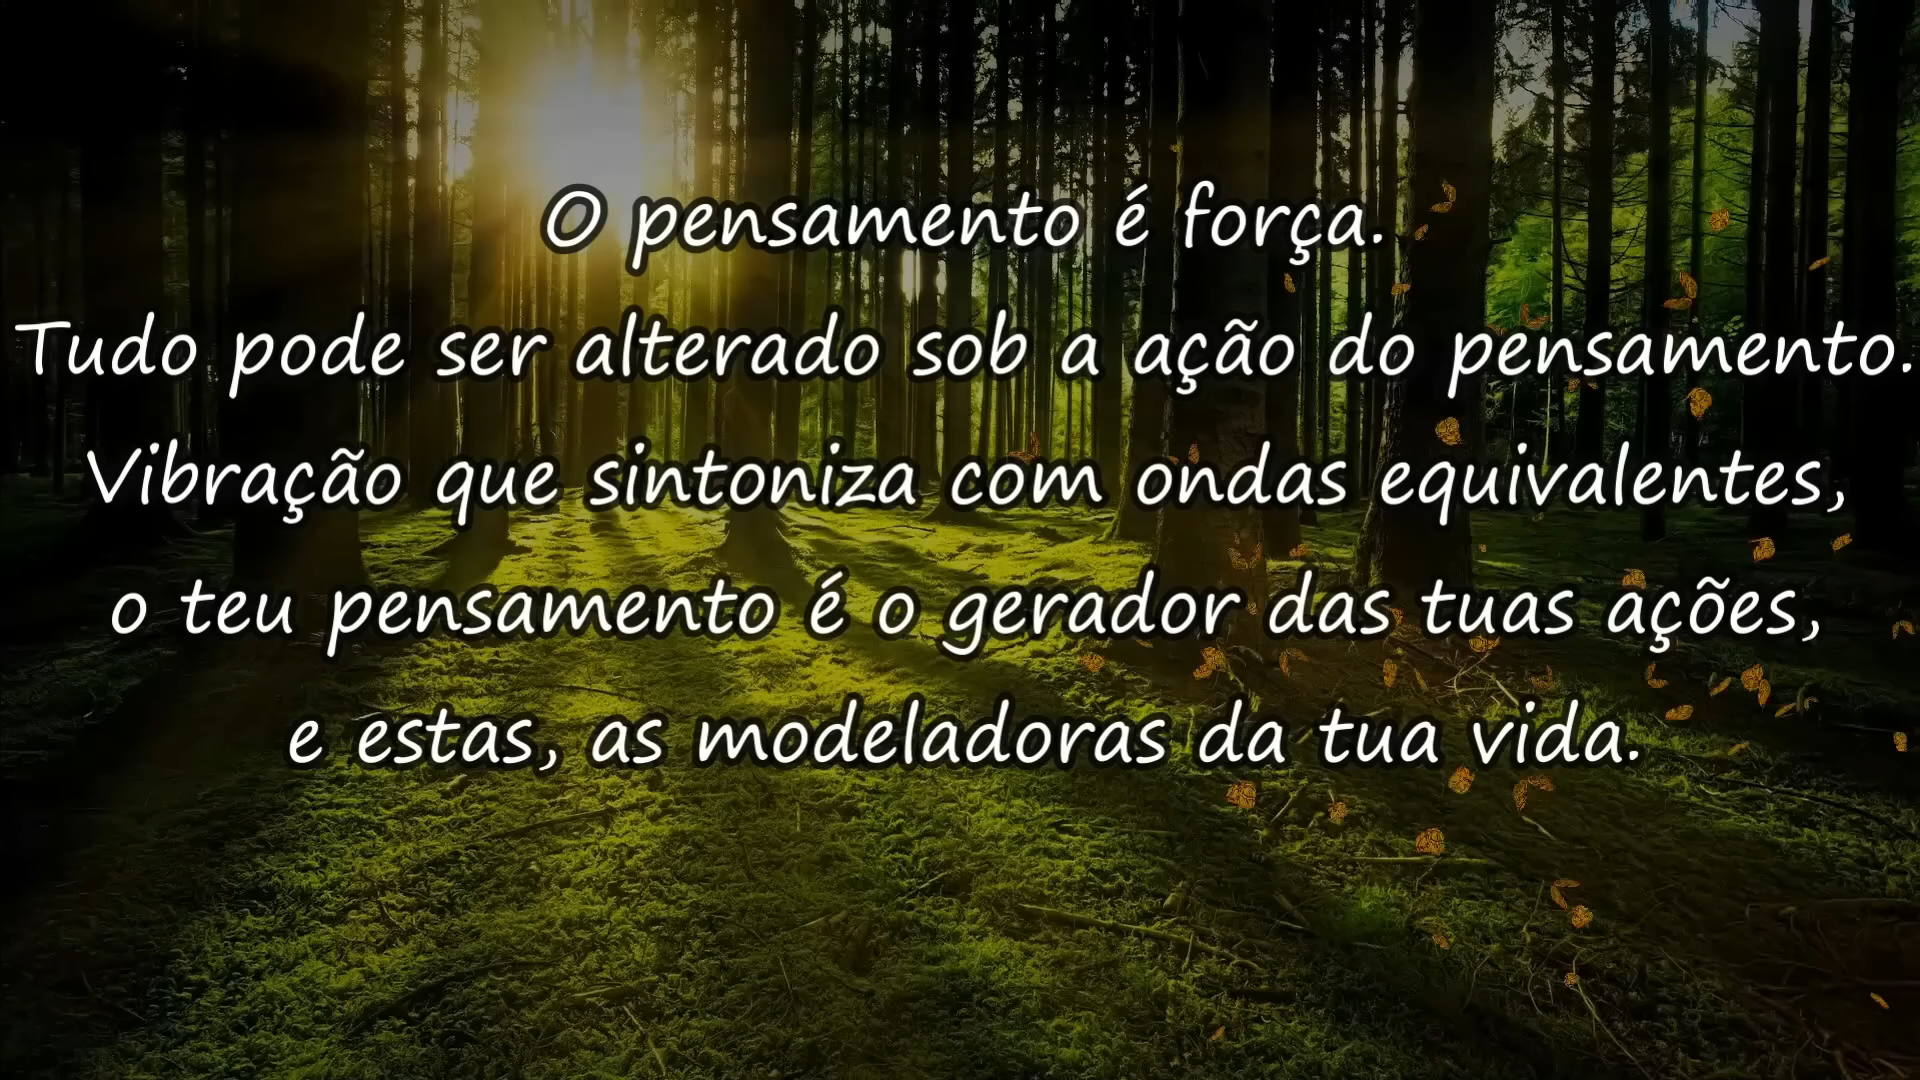 O pensamento é força.
Tudo pode ser alterado sob a ação do pensamento.
Vibração que sintoniza com ondas equivalentes,
o teu pensamento é o gerador das tuas ações,
e estas, as modeladoras da tua vida.